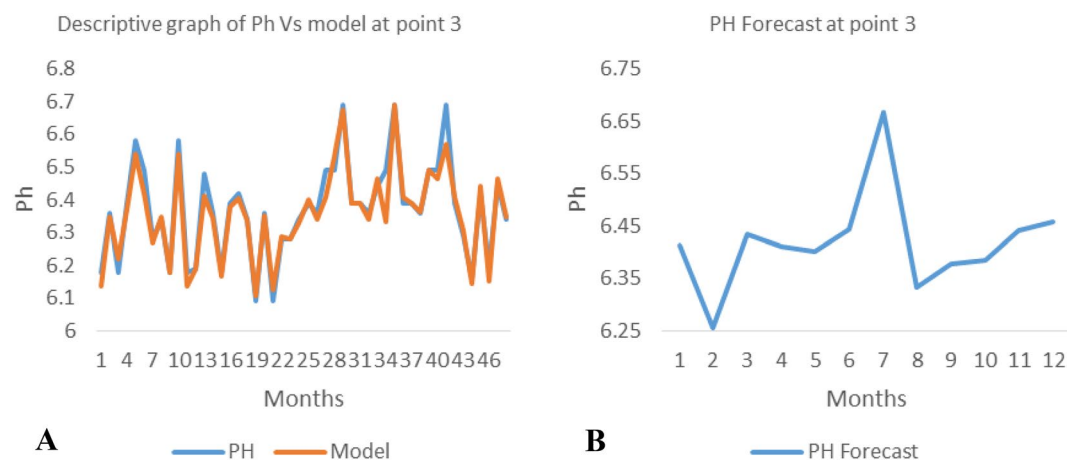 Descriptive graph of Ph Vs model at point 3
6.8
6.7
6.6
6.5
6.4
6.3
6.2
6.1
6
Ph
1 4 7 10 13 16 19 22 25 28 31 34 37 40 43 46
Months
A
PH Model
PH Forecast at point 3
6.75
6.65
6.55
6.45
6.35
6.25
Ph
1 2 3 4 5 6 7 8 9 10 11 12
Months
B
PH Forecast